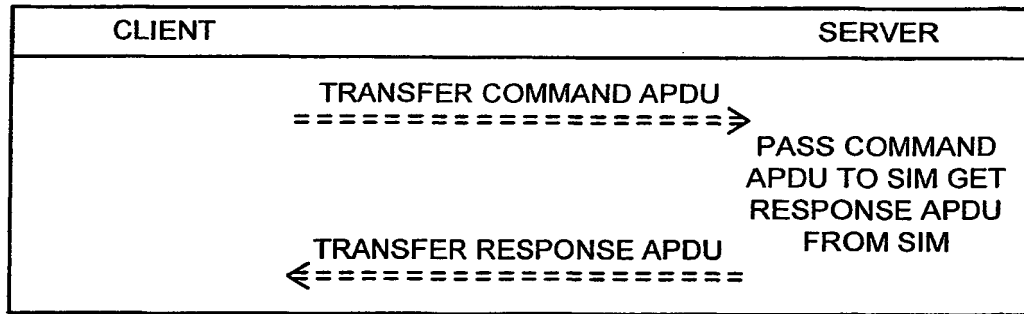 CLIENT
SERVER
TRANSFER COMMAND APDU
PASS COMMAND
APDU TO SIM GET
RESPONSE APDU
FROM SIM
TRANSFER RESPONSE APDU